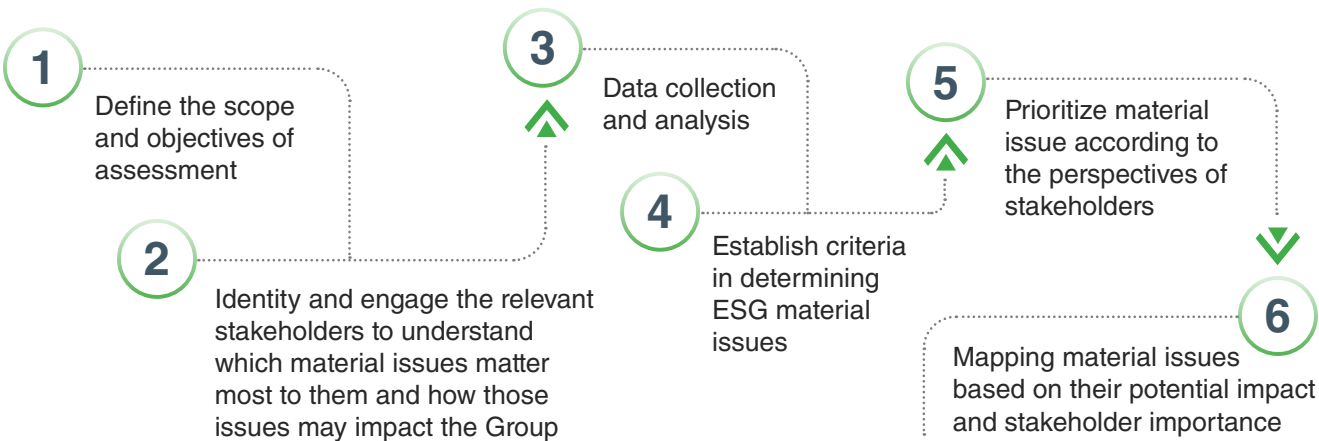 1
Define the scope
and objectives of
assessment
2
Identity and engage the relevant
stakeholders to understand
which material issues matter
most to them and how those
issues may impact the Group
3
Data collection
and analysis
4
Establish criteria
in determining
ESG material
issues
5
Prioritize material
issue according to
the perspectives of
stakeholders
6
Mapping material issues
based on their potential impact
and stakeholder importance